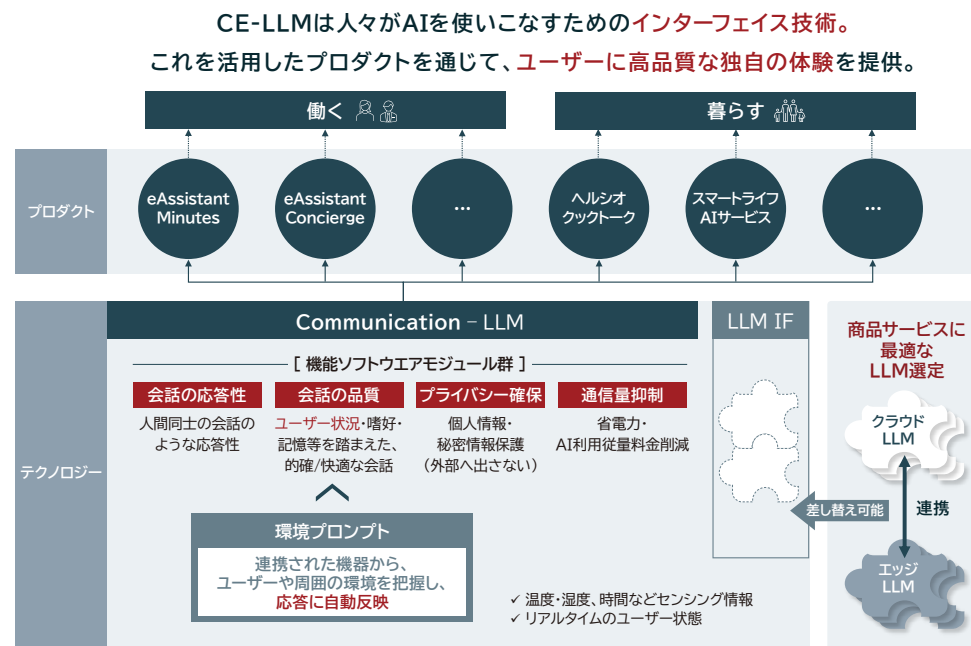 CE-LLMは人々がAIを使いこなすためのインターフェイス技術。
これを活用したプロダクトを通じて、ユーザーに高品質な独自の体験を提供。
働く
暮らす
プロダクト
eAssistant
Minutes
eAssistant
Concierge
…
ヘルシオ
クックトーク
スマートライフ
AIサービス
…
テクノロジー
Communication – LLM
[ 機能ソフトウエアモジュール群 ]
会話の応答性
人間同士の会話の
ような応答性
会話の品質
ユーザー状況・嗜好・
記憶等を踏まえた、
的確/快適な会話
プライバシー確保
個人情報・
秘密情報保護
(外部へ出さない)
通信量抑制
省電力・
AI利用従量料金削減
環境プロンプト
連携された機器から、
ユーザーや周囲の環境を把握し、
応答に自動反映
✓ 温度・湿度、時間などセンシング情報
✓ リアルタイムのユーザー状態
LLM IF
差し替え可能
商品サービスに
最適な
LLM選定
クラウド
LLM
連携
エッジ
LLM